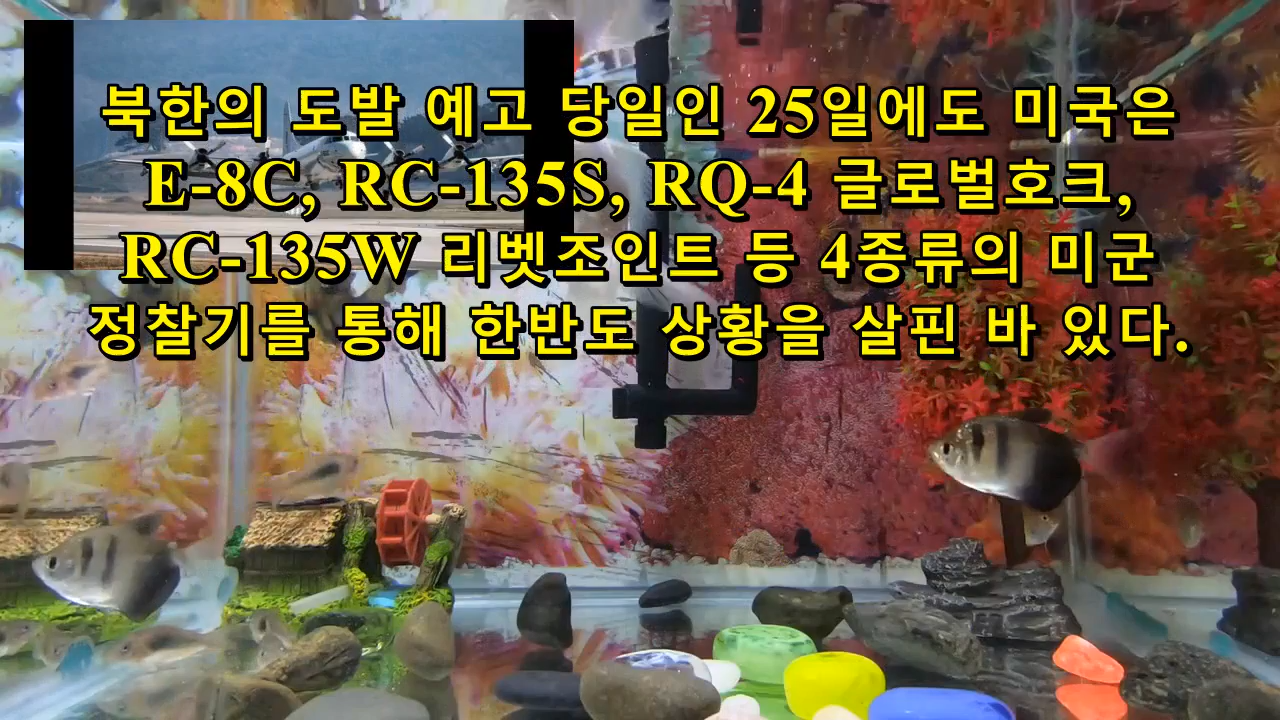 북한의 도발 예고 당일인 25일에도 미국은
E-8C, RC-135S, RQ-4 글로벌호크,
RC-135W 리벳조인트 등 4종류의 미군
정찰기를 통해 한반도 상황을 살핀 바 있다.